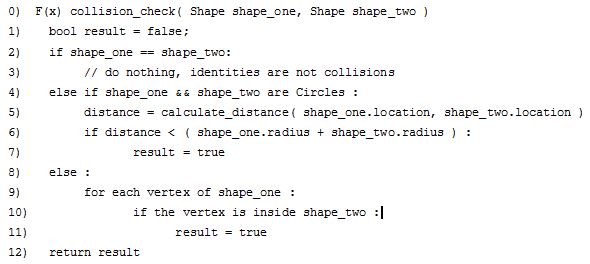 0) F(x) collision_check( Shape shape_one, Shape shape_two )
1) bool result = false;
2) if shape_one == shape_two:
3) // do nothing, identities are not collisions
4) else if shape_one && shape_two are Circles :
5) distance = calculate_distance( shape_one.location, shape_two.location )
6) if distance < ( shape_one.radius + shape_two.radius ) :
7) result = true
8) else :
9) for each vertex of shape_one :
10) if the vertex is inside shape_two :
11) result = true
12) return result